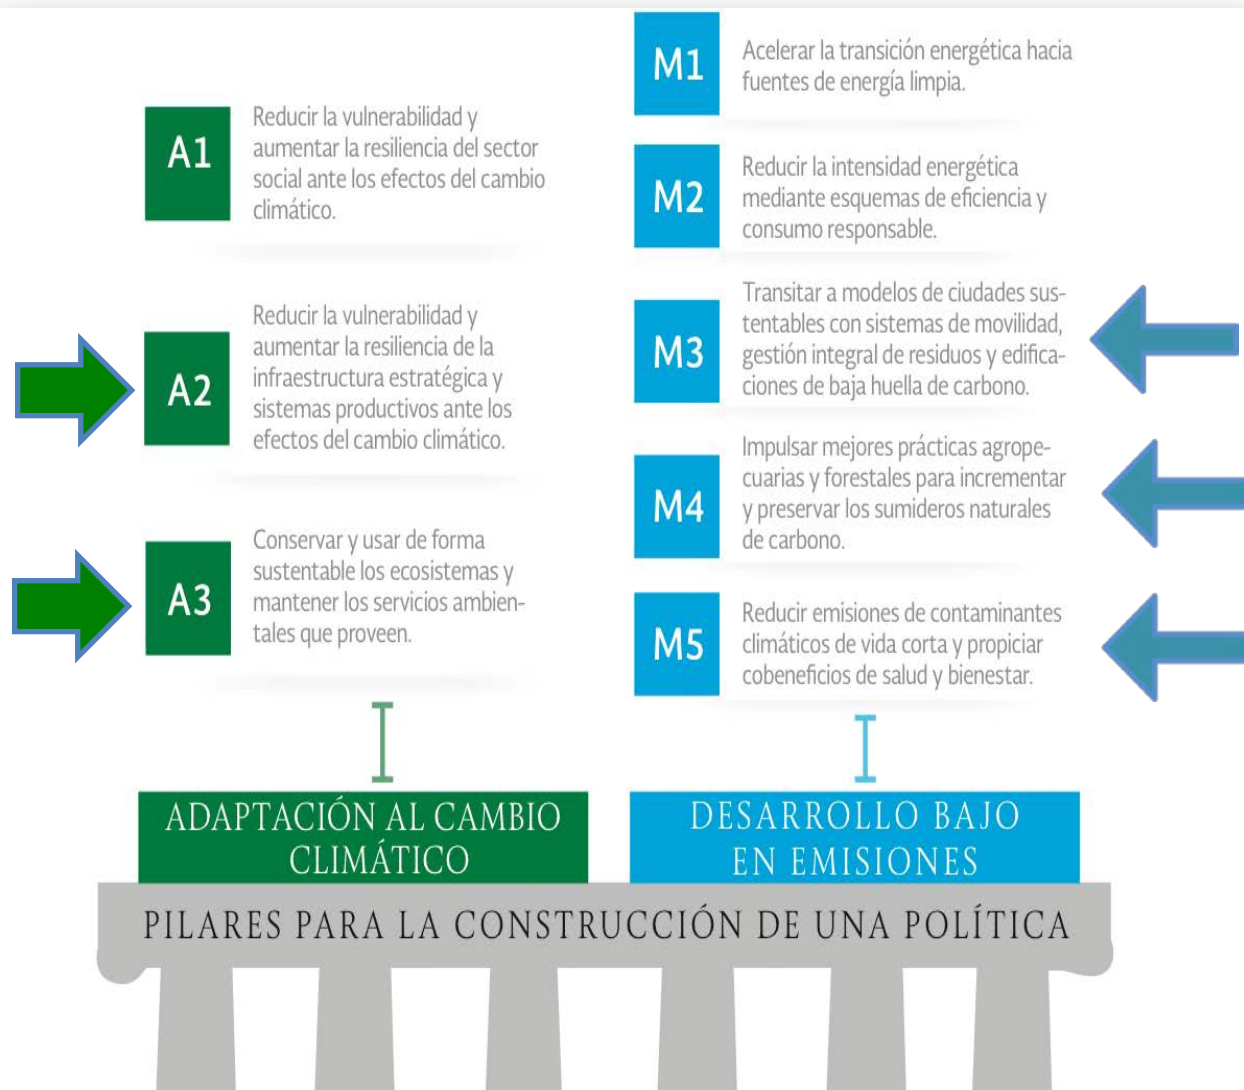 A1
Reducir la vulnerabilidad y
aumentar la resiliencia del sector
social ante los efectos del cambio
climático.
A2
Reducir la vulnerabilidad y
aumentar la resiliencia de la
infraestructura estratégica y
sistemas productivos ante los
efectos del cambio climático.
A3
Conservar y usar de forma
sustentable los ecosistemas y
mantener los servicios ambien-
tales que proveen.
ADAPTACIÓN AL CAMBIO
CLIMÁTICO
M1
Acelerar la transición energética hacia
fuentes de energía limpia.
M2
Reducir la intensidad energética
mediante esquemas de eficiencia y
consumo responsable.
M3
Transitar a modelos de ciudades sus-
tentables con sistemas de movilidad,
gestión integral de residuos y edifica-
ciones de baja huella de carbono.
M4
Impulsar mejores prácticas agrope-
cuarias y forestales para incrementar
y preservar los sumideros naturales
de carbono.
M5
Reducir emisiones de contaminantes
climáticos de vida corta y propiciar
cobeneficios de salud y bienestar.
DESARROLLO BAJO
EN EMISIONES
PILARES PARA LA CONSTRUCCIÓN DE UNA POLÍTICA